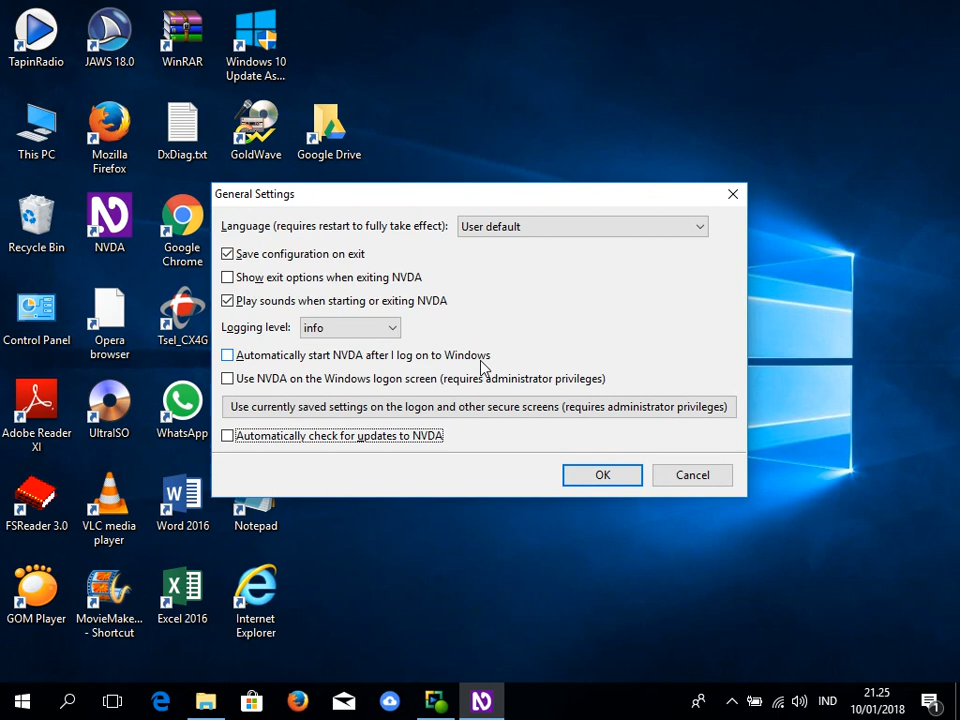 TapinRadio
JAWS 18.0
WinRAR
Windows 10
Update As...
This PC
Mozilla
Firefox
DxDiag.txt
GoldWave
Google Drive
Recycle Bin
NVDA
Google
Chrome
Control Panel
Opera
browser
Tsel_CX4G
Adobe Reader
XI
UltraISO
WhatsApp
FSReader 3.0
VLC media
player
Word 2016
Notepad
GOM Player
MovieMake...
- Shortcut
Excel 2016
Internet
Explorer
General Settings
Language (requires restart to fully take effect):
User default
Save configuration on exit
Show exit options when exiting NVDA
Play sounds when starting or exiting NVDA
Logging level:
info
Automatically start NVDA after I log on to Windows
Use NVDA on the Windows logon screen (requires administrator privileges)
Use currently saved settings on the logon and other secure screens (requires administrator privileges)
Automatically check for updates to NVDA
OK
Cancel
IND
21.25
10/01/2018
1